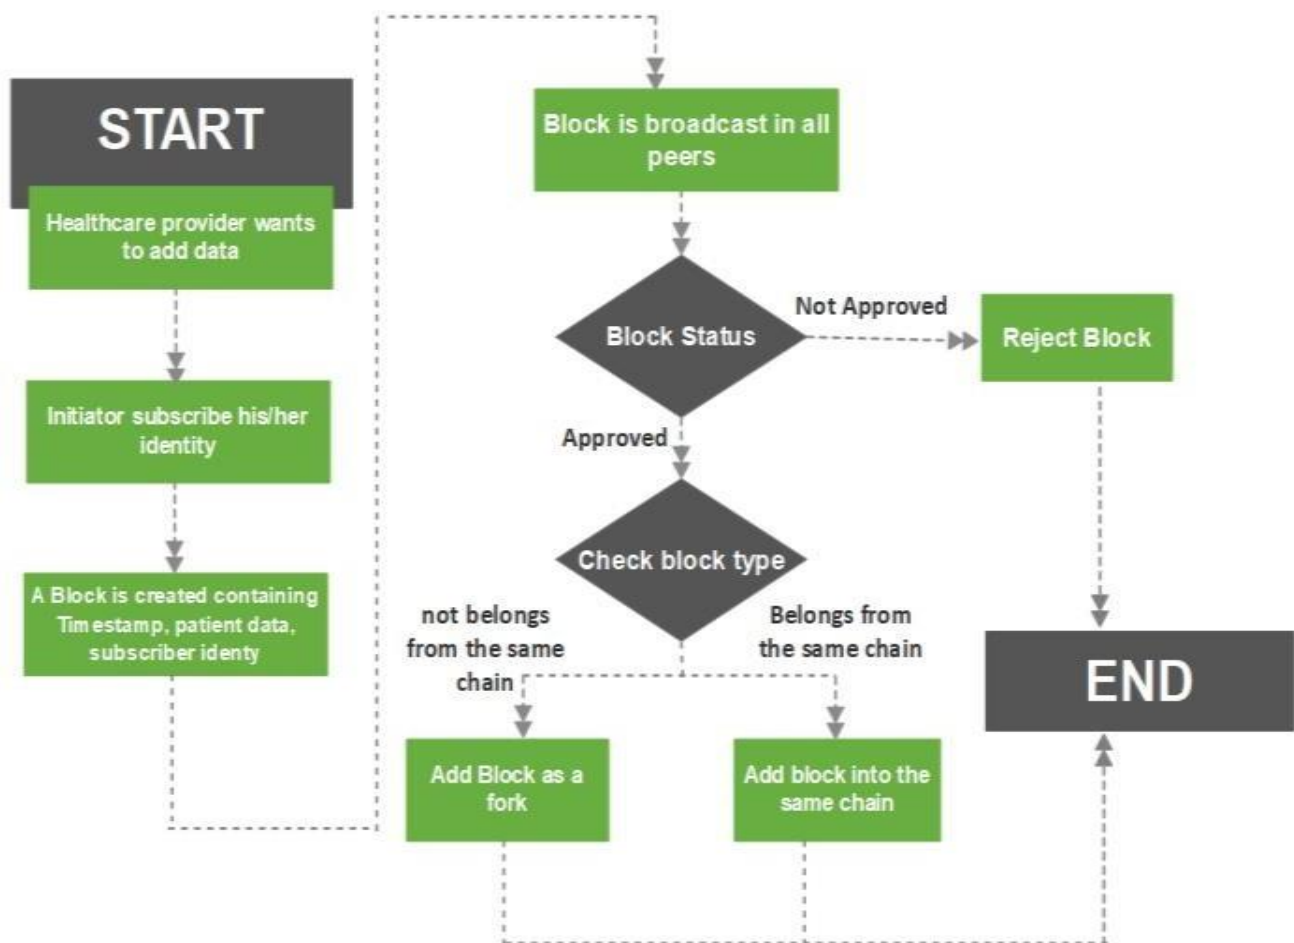 START
Healthcare provider wants
to add data
Initiator subscribe his/her
identity
A Block is created containing
Timestamp, patient data,
subscriber identy
Block is broadcast in all
peers
Block Status
Not Approved
Reject Block
Approved
Check block type
not belongs
from the same
chain
Belongs from
the same chain
Add Block as a
fork
Add block into the
same chain
END